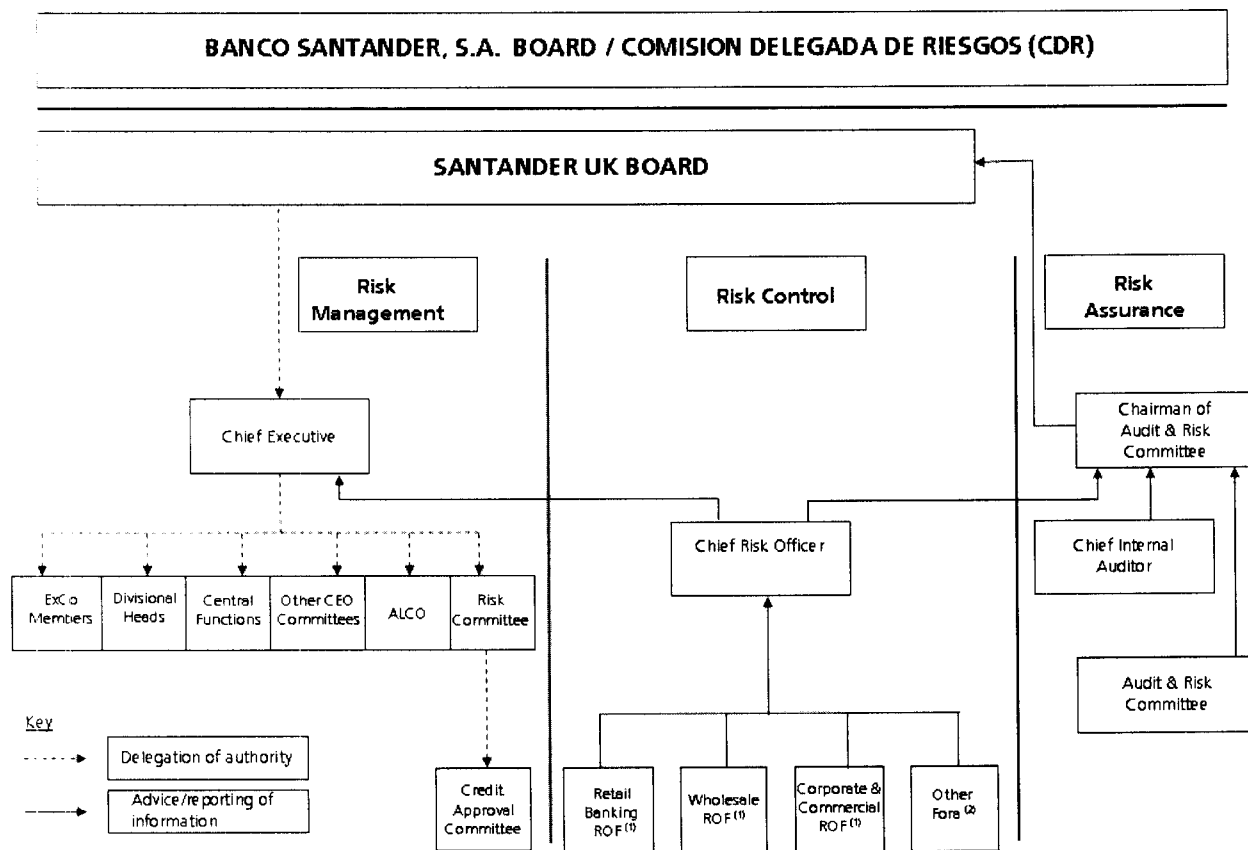 BANCO SANTANDER, S.A. BOARD / COMISION DELEGADA DE RIESGOS (CDR)
SANTANDER UK BOARD
Risk
Management
Risk Control
Risk
Assurance
Chief Executive
Chairman of
Audit & Risk
Committee
Chief Risk Officer
Chief Internal
Auditor
ExCo
Members
Divisional
Heads
Central
Functions
Other CEO
Committees
ALCO
Risk
Committee
Audit & Risk
Committee
Key
Delegation of authority
Advice/reporting of
information
Credit
Approval
Committee
Retail
Banking
ROF (1)
Wholesale
ROF (1)
Corporate &
Commercial
ROF (1)
Other
Fora (2)